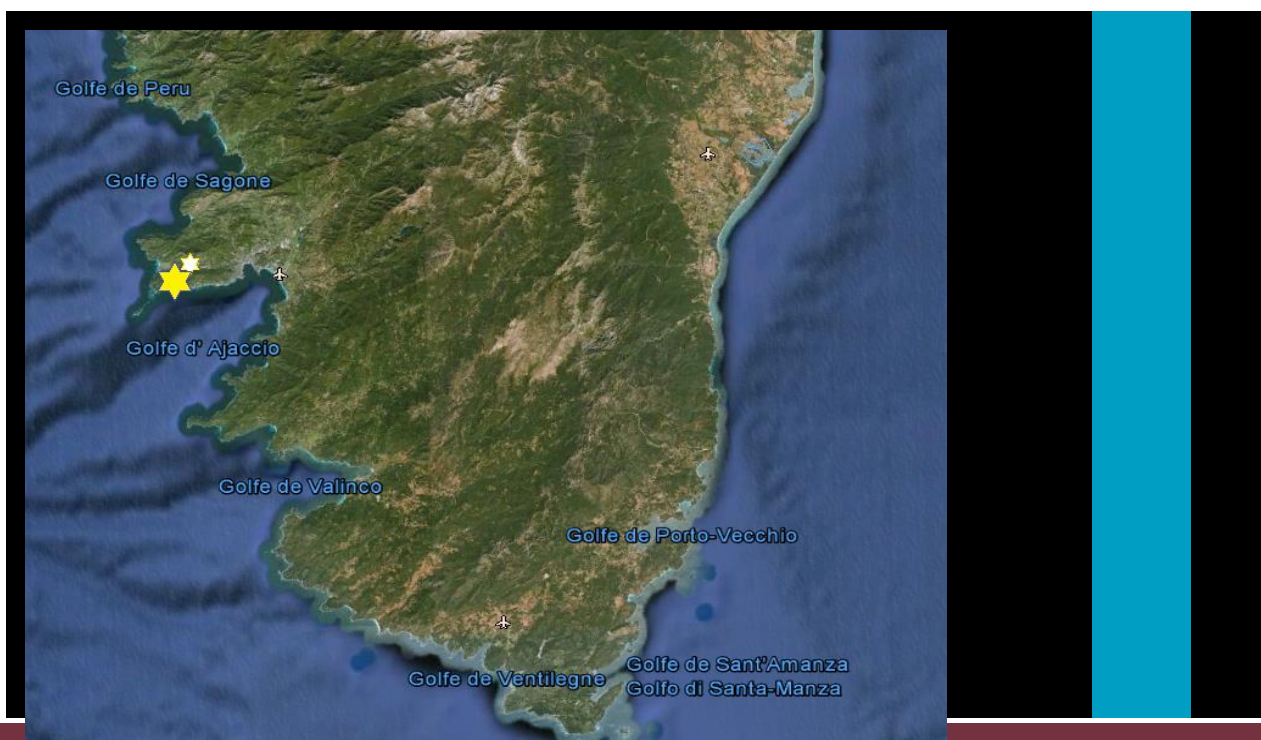 Golfe de Peru
Golfe de Sagone
Golfe d' Ajaccio
Golfe de Valinco
Golfe de Porto-Vecchio
Golfe de Sant'Amanza
Golfo di Santa-Manza
Golfe de Ventilegne